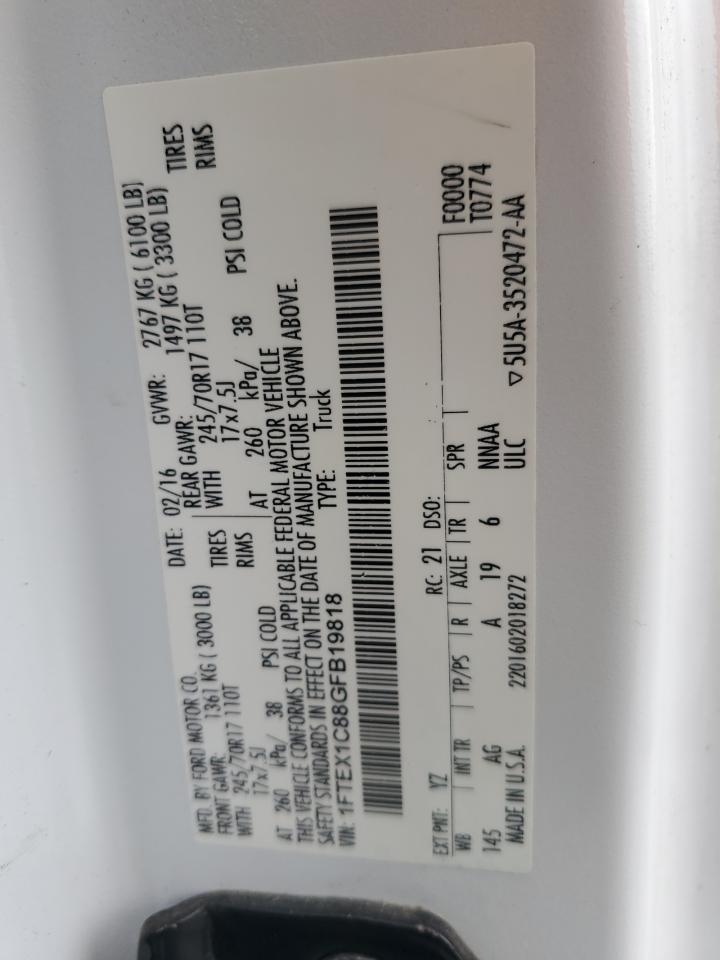 MFD. BY FORD MOTOR CO.
DATE: 02/16 GVWR: 2767 KG ( 6100 LB)
FRONT GAWR: 1361 KG ( 3000 LB)
REAR GAWR: 1497 KG ( 3300 LB)
WITH 245/70R17 110T TIRES
WITH 245/70R17 110T TIRES
17x7.5J RIMS
17x7.5J RIMS
AT 260 kPa/ 38 PSI COLD
AT 260 kPa/ 38 PSI COLD
THIS VEHICLE CONFORMS TO ALL APPLICABLE FEDERAL MOTOR VEHICLE
SAFETY STANDARDS IN EFFECT ON THE DATE OF MANUFACTURE SHOWN ABOVE.
VIN: 1FTEX1C88GFB19818 TYPE: Truck
EXT PNT: YZ RC: 21 DSO: F0000
WB INT TR TP/PS R AXLE TR SPR T0774
145 AG A 19 6 NNAA
MADE IN U.S.A. 2201602018272 ULC ▽5U5A-3520472-AA